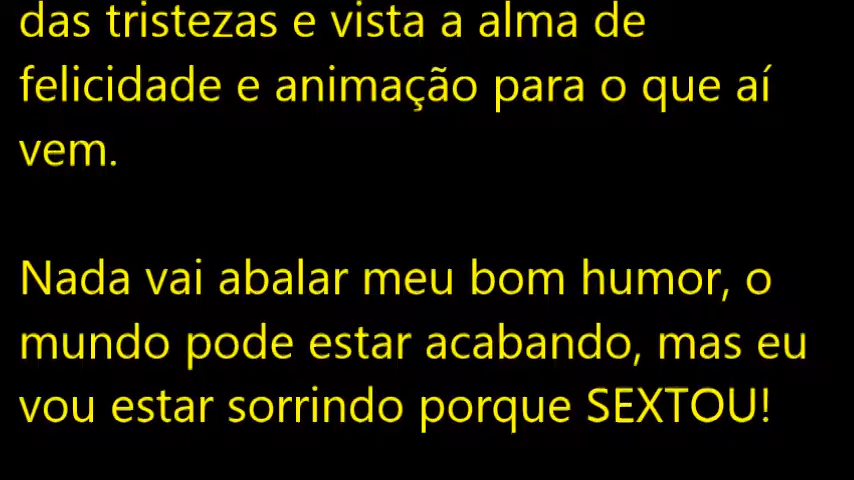 das tristezas e vista a alma de
felicidade e animação para o que aí
vem.
Nada vai abalar meu bom humor, o
mundo pode estar acabando, mas eu
vou estar sorrindo porque SEXTOU!